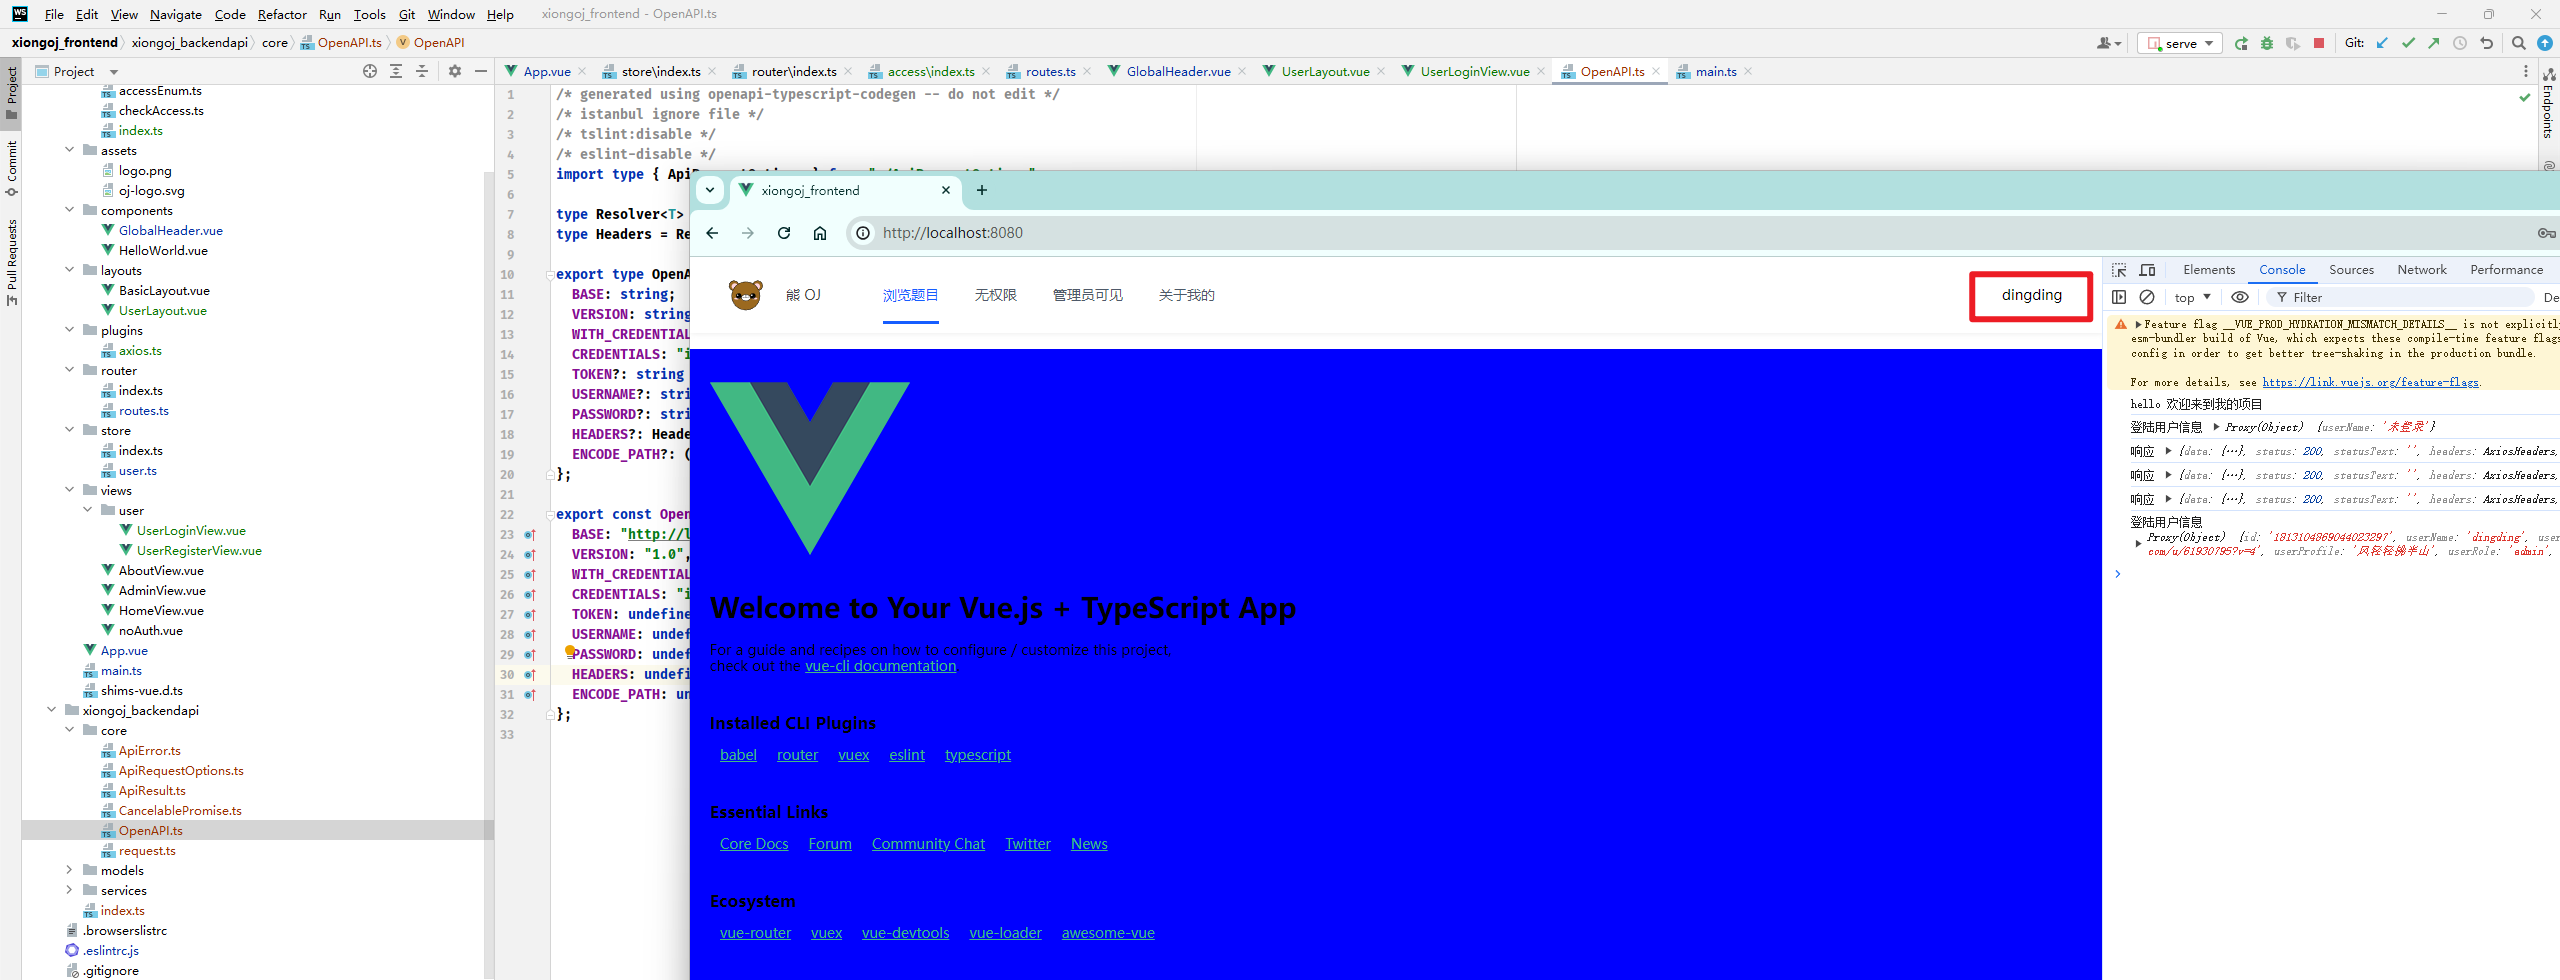 File Edit View Navigate Code Refactor Run Tools Git Window Help xiongoj_frontend - OpenAPI.ts
xiongoj_frontend xiongoj_backendapi core OpenAPI.ts OpenAPI
serve Git:
Project
App.vue store\index.ts router\index.ts access\index.ts routes.ts GlobalHeader.vue UserLayout.vue UserLoginView.vue OpenAPI.ts main.ts
Project
Commit
Pull Requests
Endpoints
accessEnum.ts
checkAccess.ts
index.ts
assets
logo.png
oj-logo.svg
components
GlobalHeader.vue
HelloWorld.vue
layouts
BasicLayout.vue
UserLayout.vue
plugins
axios.ts
router
index.ts
routes.ts
store
index.ts
user.ts
views
user
UserLoginView.vue
UserRegisterView.vue
AboutView.vue
AdminView.vue
HomeView.vue
noAuth.vue
App.vue
main.ts
shims-vue.d.ts
xiongoj_backendapi
core
ApiError.ts
ApiRequestOptions.ts
ApiResult.ts
CancelablePromise.ts
OpenAPI.ts
request.ts
models
services
index.ts
.browserslistrc
.eslintrc.js
.gitignore
1 /* generated using openapi-typescript-codegen -- do not edit */
2 /* istanbul ignore file */
3 /* tslint:disable */
4 /* eslint-disable */
5 import type { Api
6
7 type Resolver<T>
8 type Headers = Re
9
10 export type OpenA
11 BASE: string;
12 VERSION: string
13 WITH_CREDENTIAL
14 CREDENTIALS: "i
15 TOKEN?: string
16 USERNAME?: stri
17 PASSWORD?: stri
18 HEADERS?: Heade
19 ENCODE_PATH?: (
20 };
21
22 export const Open
23 BASE: "http://l
24 VERSION: "1.0",
25 WITH_CREDENTIAL
26 CREDENTIALS: "i
27 TOKEN: undefine
28 USERNAME: undef
29 PASSWORD: undef
30 HEADERS: undefi
31 ENCODE_PATH: un
32 };
33
xiongoj_frontend
http://localhost:8080
熊 OJ 浏览题目 无权限 管理员可见 关于我的 dingding
Welcome to Your Vue.js + TypeScript App
For a guide and recipes on how to configure / customize this project,
check out the vue-cli documentation
Installed CLI Plugins
babel router vuex eslint typescript
Essential Links
Core Docs Forum Community Chat Twitter News
Ecosystem
vue-router vuex vue-devtools vue-loader awesome-vue
Elements Console Sources Network Performance
top Filter De
Feature flag __VUE_PROD_HYDRATION_MISMATCH_DETAILS__ is not explicitly
esm-bundler build of Vue, which expects these compile-time feature flags
config in order to get better tree-shaking in the production bundle.
For more details, see https://link.vuejs.org/feature-flags.
hello 欢迎来到我的项目
登陆用户信息 Proxy(Object) {userName: '未登录'}
响应 {data: {…}, status: 200, statusText: '', headers: AxiosHeaders,
响应 {data: {…}, status: 200, statusText: '', headers: AxiosHeaders,
响应 {data: {…}, status: 200, statusText: '', headers: AxiosHeaders,
登陆用户信息
Proxy(Object) {id: '1813104869044023297', userName: 'dingding', use
com/u/61930795?v=4', userProfile: '风轻轻拂半山', userRole: 'admin',